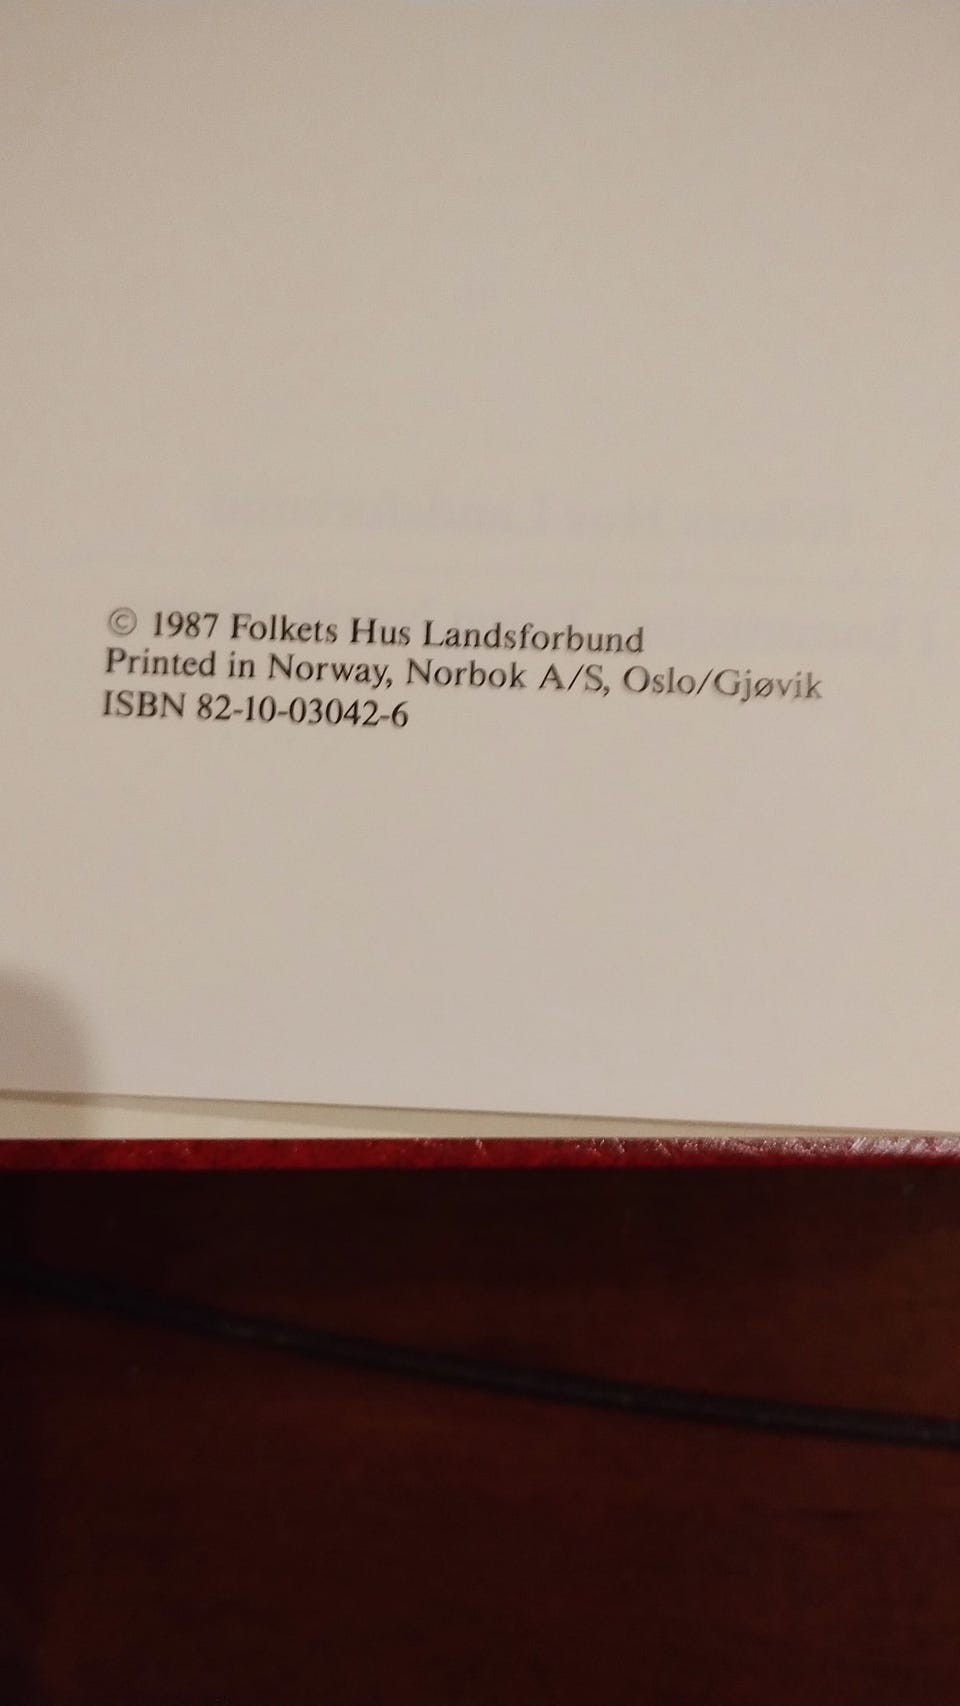 © 1987 Folkets Hus Landsforbund
Printed in Norway, Norbok A/S, Oslo/Gjøvik
ISBN 82-10-03042-6